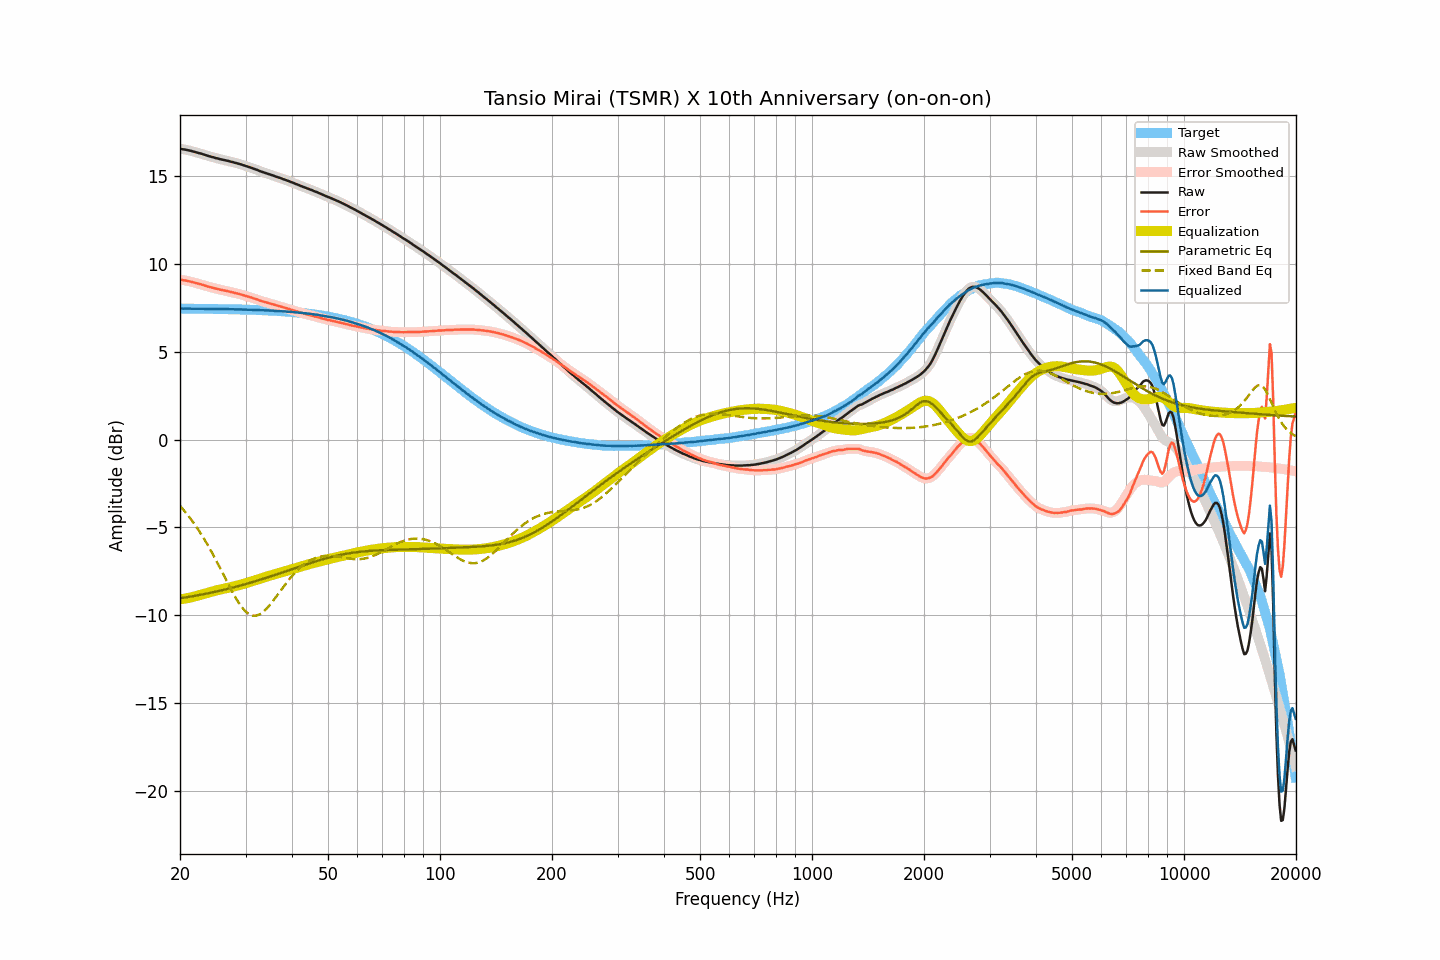 Tansio Mirai (TSMR) X 10th Anniversary (on-on-on)
Target
Raw Smoothed
Error Smoothed
Raw
Error
Equalization
Parametric Eq
Fixed Band Eq
Equalized
15
10
5
0
−5
−10
−15
−20
Amplitude (dBr)
20
50
100
200
500
1000
2000
5000
10000
20000
Frequency (Hz)